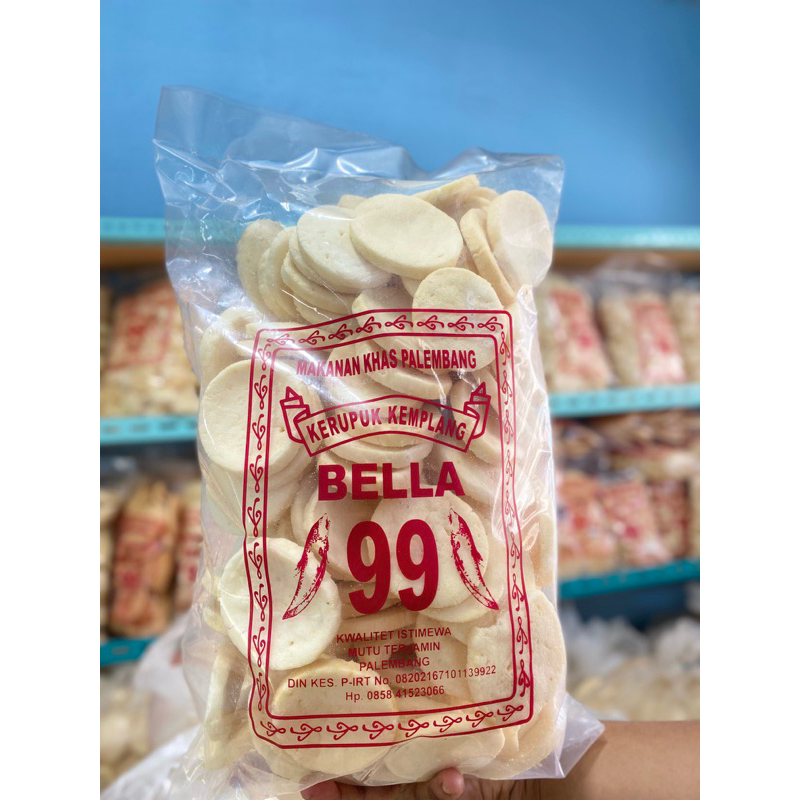 MAKANAN KHAS PALEMBANG
KERUPUK KEMPLANG
BELLA
99
KWALITET ISTIMEWA
MUTU TERJAMIN
PALEMBANG
DIN KES. P-IRT No. 08202167101139922
Hp. 0858 41523066